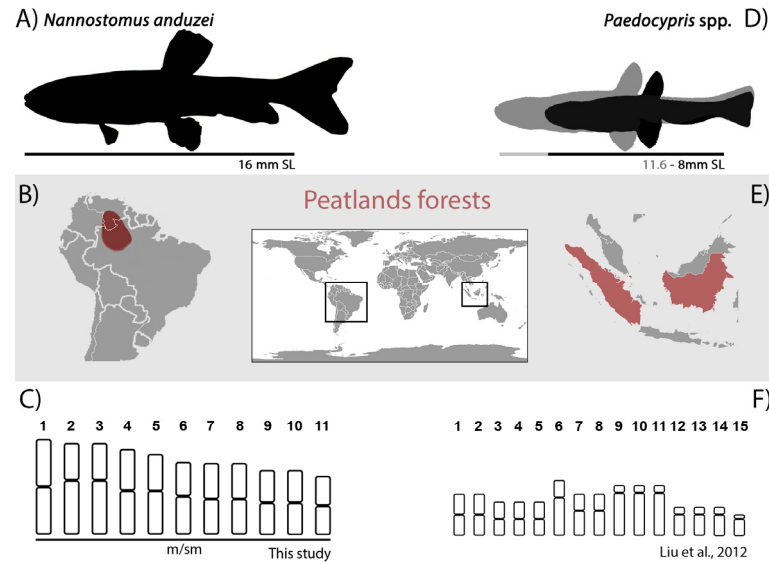 A) Nannostomus anduzei
Paedocypris spp. D)
16 mm SL
11.6 - 8mm SL
B)
Peatlands forests
E)
C)
F)
1 2 3 4 5 6 7 8 9 10 11
1 2 3 4 5 6 7 8 9 10 11 12 13 14 15
m/sm
This study
Liu et al., 2012